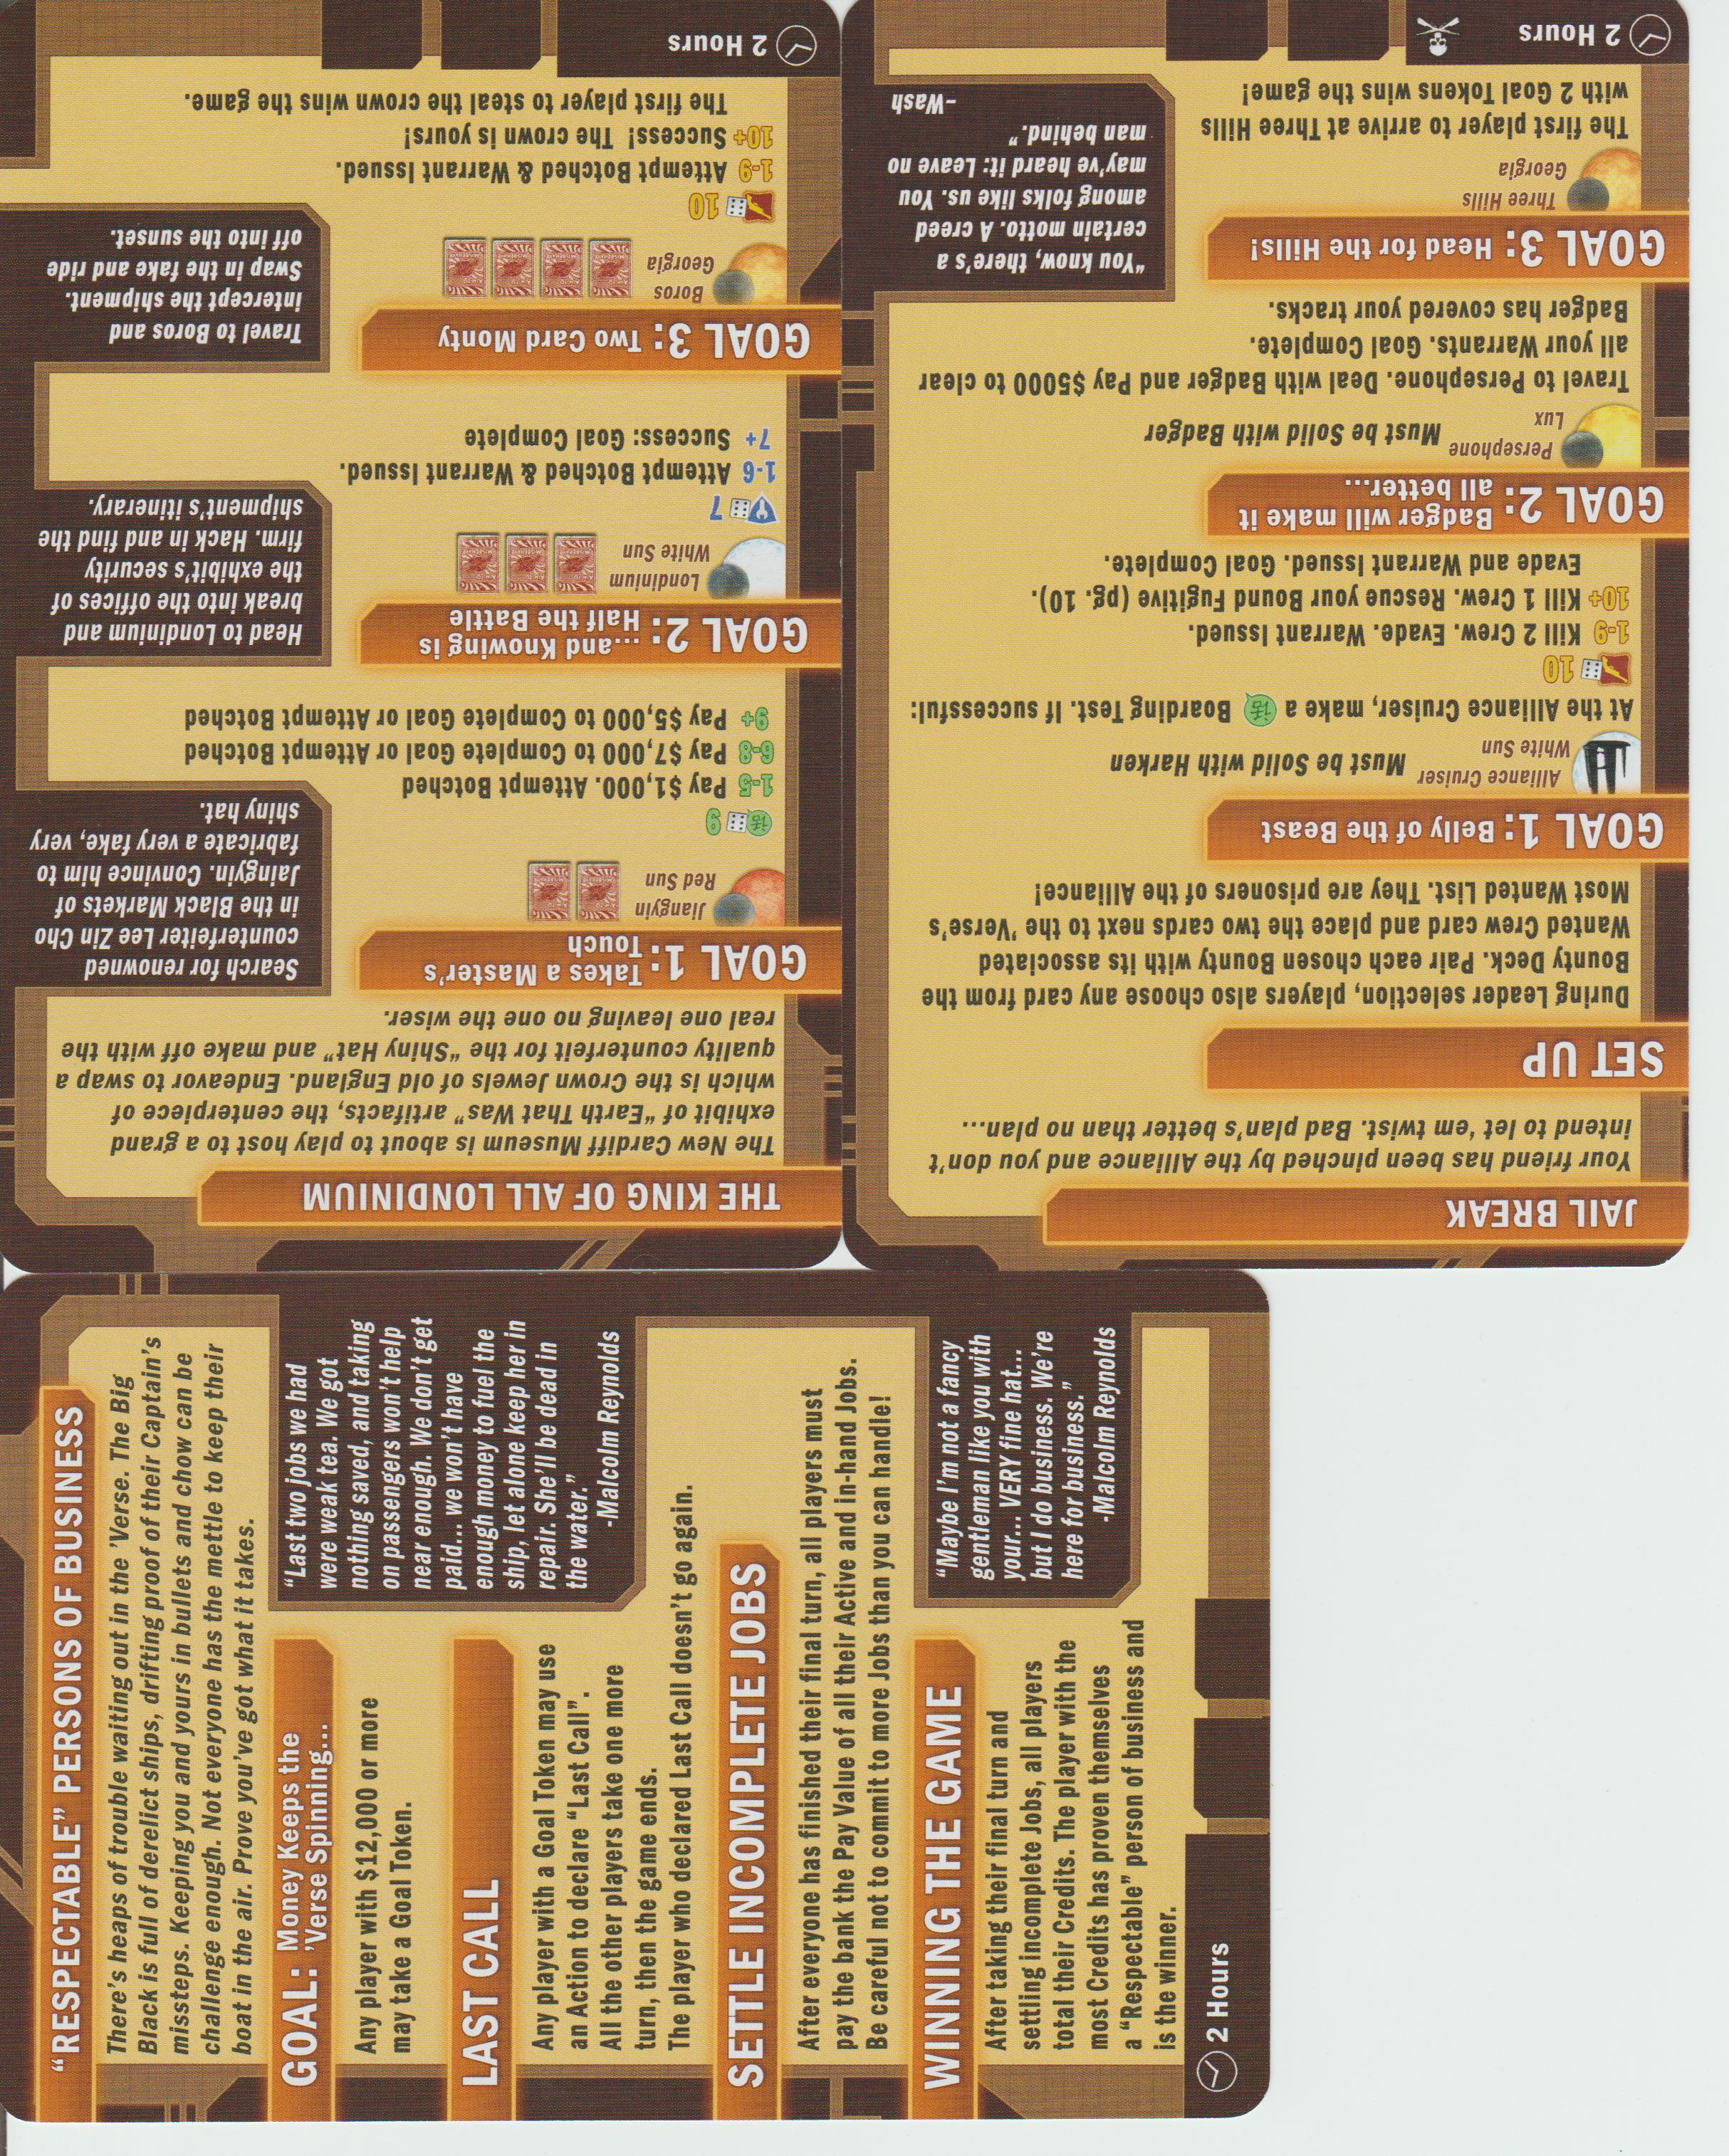 THE KING OF ALL LONDINIUM
The New Cardiff Museum is about to play host to a grand
exhibit of "Earth That Was" artifacts, the centerpiece of
which is the Crown Jewels of old England. Endeavor to swap a
quality counterfeit for the "Shiny Hat" and make off with the
real one leaving no one the wiser.
GOAL 1: Takes a Master's
Touch
Jiangyin
Red Sun
9
1-5 Pay $1,000. Attempt Botched
6-8 Pay $7,000 to Complete Goal or Attempt Botched
9+ Pay $5,000 to Complete Goal or Attempt Botched
Search for renowned
counterfeiter Lee Zin Cho
in the Black Markets of
Jaingyin. Convince him to
fabricate a very fake, very
shiny hat.
GOAL 2: ...and Knowing is
Half the Battle
Londinium
White Sun
7
1-6 Attempt Botched & Warrant Issued.
7+ Success: Goal Complete
Head to Londinium and
break into the offices of
the exhibit's security
firm. Hack in and find the
shipment's itinerary.
GOAL 3: Two Card Monty
Boros
Georgia
10
1-9 Attempt Botched & Warrant Issued.
10+ Success! The crown is yours!
The first player to steal the crown wins the game.
Travel to Boros and
intercept the shipment.
Swap in the fake and ride
off into the sunset.
2 Hours
JAIL BREAK
Your friend has been pinched by the Alliance and you don't
intend to let 'em twist. Bad plan's better than no plan...
SET UP
During Leader selection, players also choose any card from the
Bounty Deck. Pair each chosen Bounty with its associated
Wanted Crew card and place the two cards next to the 'Verse's
Most Wanted List. They are prisoners of the Alliance!
GOAL 1: Belly of the Beast
Alliance Cruiser
White Sun
Must be Solid with Harken
At the Alliance Cruiser, make a 話 Boarding Test. If successful:
10
1-9 Kill 2 Crew. Evade. Warrant Issued.
10+ Kill 1 Crew. Rescue your Bound Fugitive (pg. 10).
Evade and Warrant Issued. Goal Complete.
GOAL 2: Badger will make it
all better...
Persephone
Lux
Must be Solid with Badger
Travel to Persephone. Deal with Badger and Pay $5000 to clear
all your Warrants. Goal Complete.
Badger has covered your tracks.
GOAL 3: Head for the Hills!
Three Hills
Georgia
The first player to arrive at Three Hills
with 2 Goal Tokens wins the game!
"You know, there's a
certain motto. A creed
among folks like us. You
may've heard it: Leave no
man behind."
-Wash
2 Hours
"RESPECTABLE" PERSONS OF BUSINESS
There's heaps of trouble waiting out in the 'Verse. The Big
Black is full of derelict ships, drifting proof of their Captain's
missteps. Keeping you and yours in bullets and chow can be
challenge enough. Not everyone has the mettle to keep their
boat in the air. Prove you've got what it takes.
GOAL: Money Keeps the
'Verse Spinning...
Any player with $12,000 or more
may take a Goal Token.
"Last two jobs we had
were weak tea. We got
nothing saved, and taking
on passengers won't help
near enough. We don't get
paid... we won't have
enough money to fuel the
ship, let alone keep her in
repair. She'll be dead in
the water."
-Malcolm Reynolds
LAST CALL
Any player with a Goal Token may use
an Action to declare "Last Call".
All the other players take one more
turn, then the game ends.
The player who declared Last Call doesn't go again.
SETTLE INCOMPLETE JOBS
After everyone has finished their final turn, all players must
pay the bank the Pay Value of all their Active and in-hand Jobs.
Be careful not to commit to more Jobs than you can handle!
WINNING THE GAME
After taking their final turn and
settling incomplete Jobs, all players
total their Credits. The player with the
most Credits has proven themselves
a "Respectable" person of business and
is the winner.
"Maybe I'm not a fancy
gentleman like you with
your... VERY fine hat...
but I do business. We're
here for business."
-Malcolm Reynolds
2 Hours